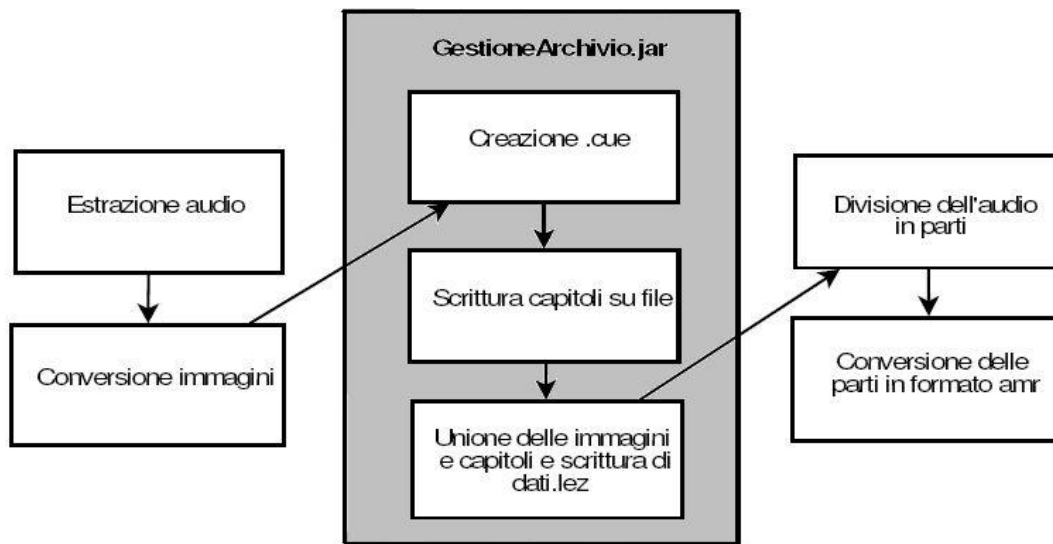 Estrazione audio
Conversione immagini
GestioneArchivio.jar
Creazione .cue
Scrittura capitoli su file
Unione delle immagini
e capitoli e scrittura di
dati.lez
Divisione dell'audio
in parti
Conversione delle
parti in formato amr